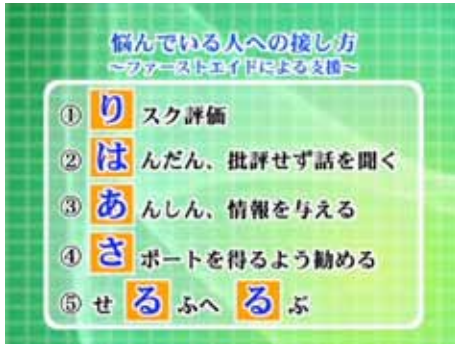 悩んでいる人への接し方
～ファーストエイドによる支援～
① りスク評価
② はんだん、批評せず話を聞く
③ あんしん、情報を与える
④ さポートを得るよう勧める
⑤ せるふへるぷ